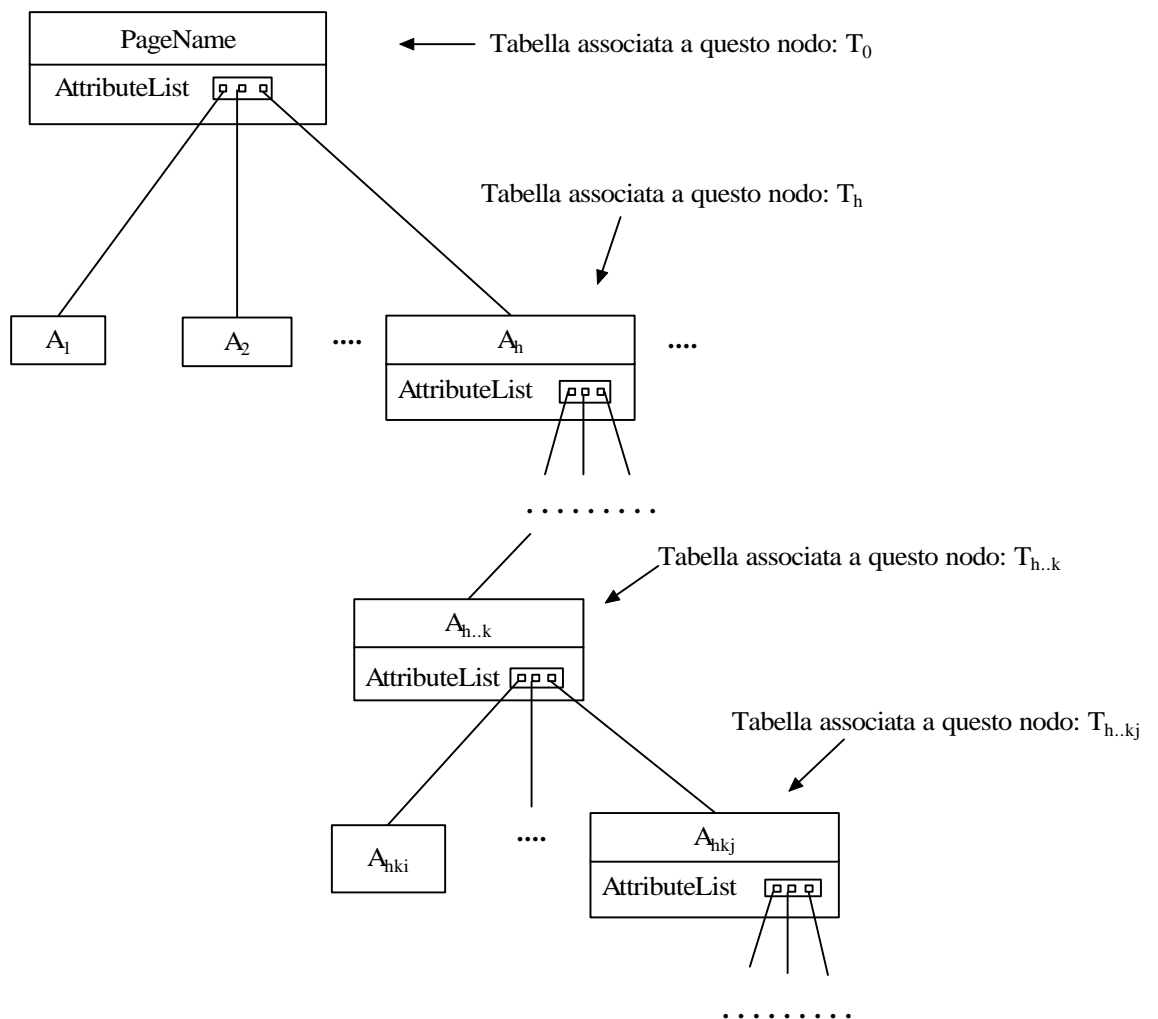 PageName
Tabella associata a questo nodo: T0
AttributeList
Tabella associata a questo nodo: Th
A1
A2
....
Ah
....
AttributeList
.........
Tabella associata a questo nodo: Th..k
Ah..k
AttributeList
Tabella associata a questo nodo: Th..kj
Ahki
....
Ahkj
AttributeList
.........